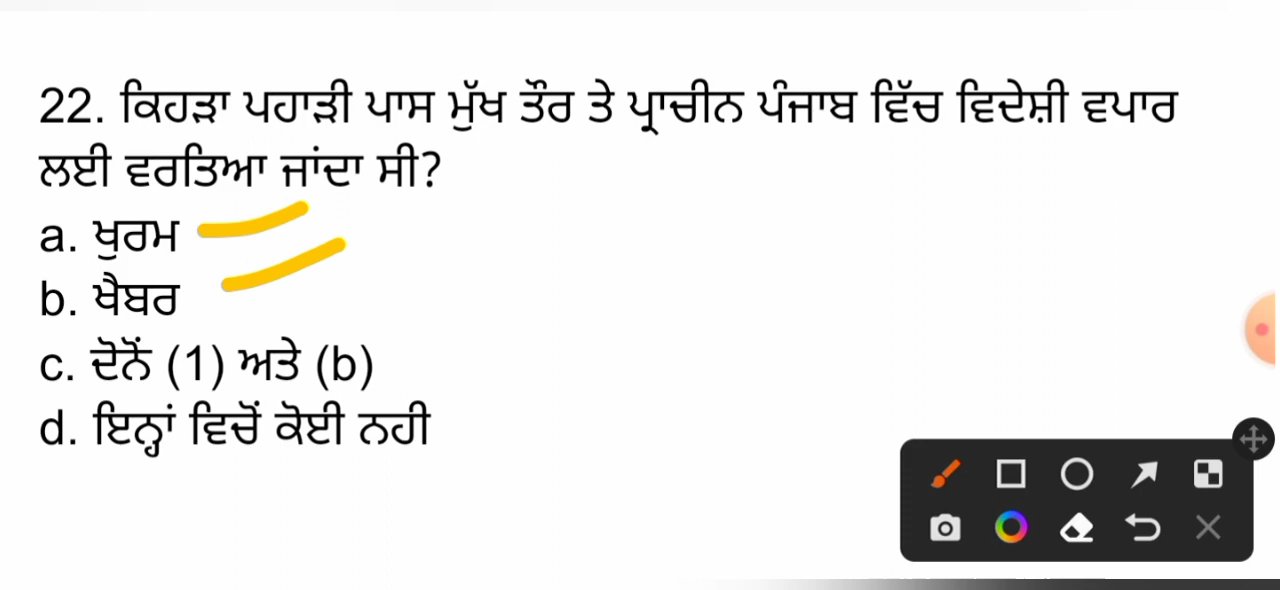 22. ਕਿਹੜਾ ਪਹਾੜੀ ਪਾਸ ਮੁੱਖ ਤੌਰ ਤੇ ਪ੍ਰਾਚੀਨ ਪੰਜਾਬ ਵਿੱਚ ਵਿਦੇਸ਼ੀ ਵਪਾਰ
ਲਈ ਵਰਤਿਆ ਜਾਂਦਾ ਸੀ?
a. ਖੁਰਮ
b. ਖੈਬਰ
c. ਦੋਨੋਂ (1) ਅਤੇ (b)
d. ਇਨ੍ਹਾਂ ਵਿਚੋਂ ਕੋਈ ਨਹੀ